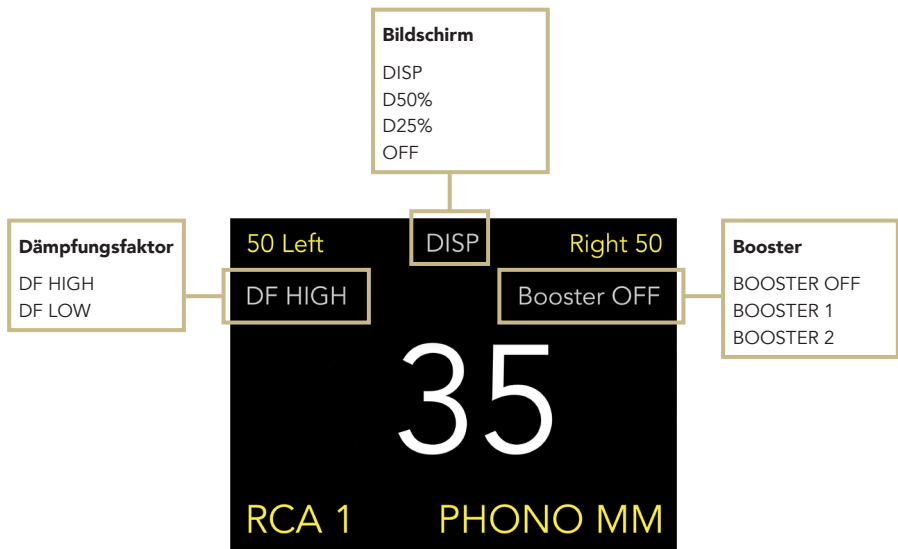 Bildschirm
DISP
D50%
D25%
OFF
Dämpfungsfaktor
DF HIGH
DF LOW
50 Left
DISP
Right 50
DF HIGH
Booster OFF
35
RCA 1
PHONO MM
Booster
BOOSTER OFF
BOOSTER 1
BOOSTER 2